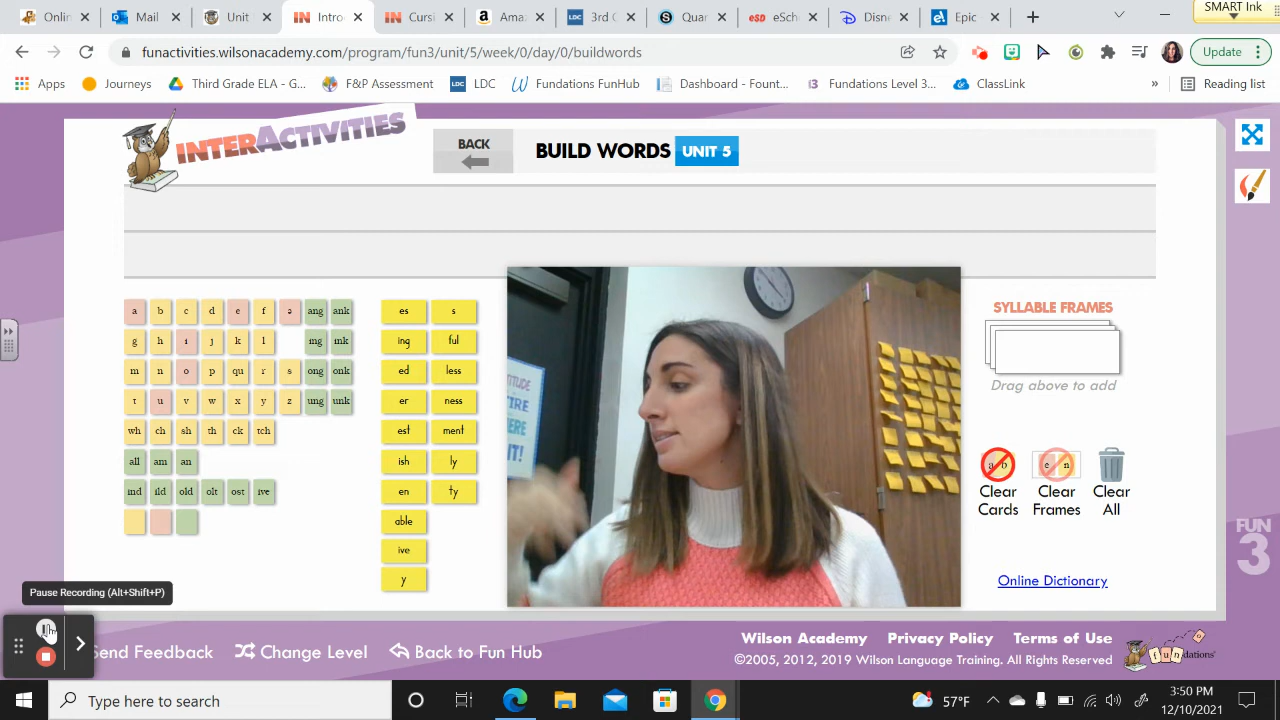 Onlin
Mail
Unit
Intro
Cursi
Amaz
3rd C
Quar
eSch
Disne
Epic
SMART Ink
funactivities.wilsonacademy.com/program/fun3/unit/5/week/0/day/0/buildwords
Update
Apps
Journeys
Third Grade ELA - G...
F&P Assessment
LDC
Fundations FunHub
Dashboard - Fount...
Fundations Level 3...
ClassLink
»
Reading list
INTERACTIVITIES
BACK
BUILD WORDS UNIT 5
a b c d e f ə ang ank
g h i j k l ing ink
m n o p qu r s ong onk
t u v w x y z ung unk
wh ch sh th ck tch
all am an
ind ild old olt ost ive
es s
ing ful
ed less
er ness
est ment
ish ly
en ty
able
ive
y
SYLLABLE FRAMES
Drag above to add
Clear Cards
Clear Frames
Clear All
Online Dictionary
FUN
3
Pause Recording (Alt+Shift+P)
Send Feedback
Change Level
Back to Fun Hub
Wilson Academy Privacy Policy Terms of Use
©2005, 2012, 2019 Wilson Language Training. All Rights Reserved
fundations
Type here to search
57°F
3:50 PM
12/10/2021